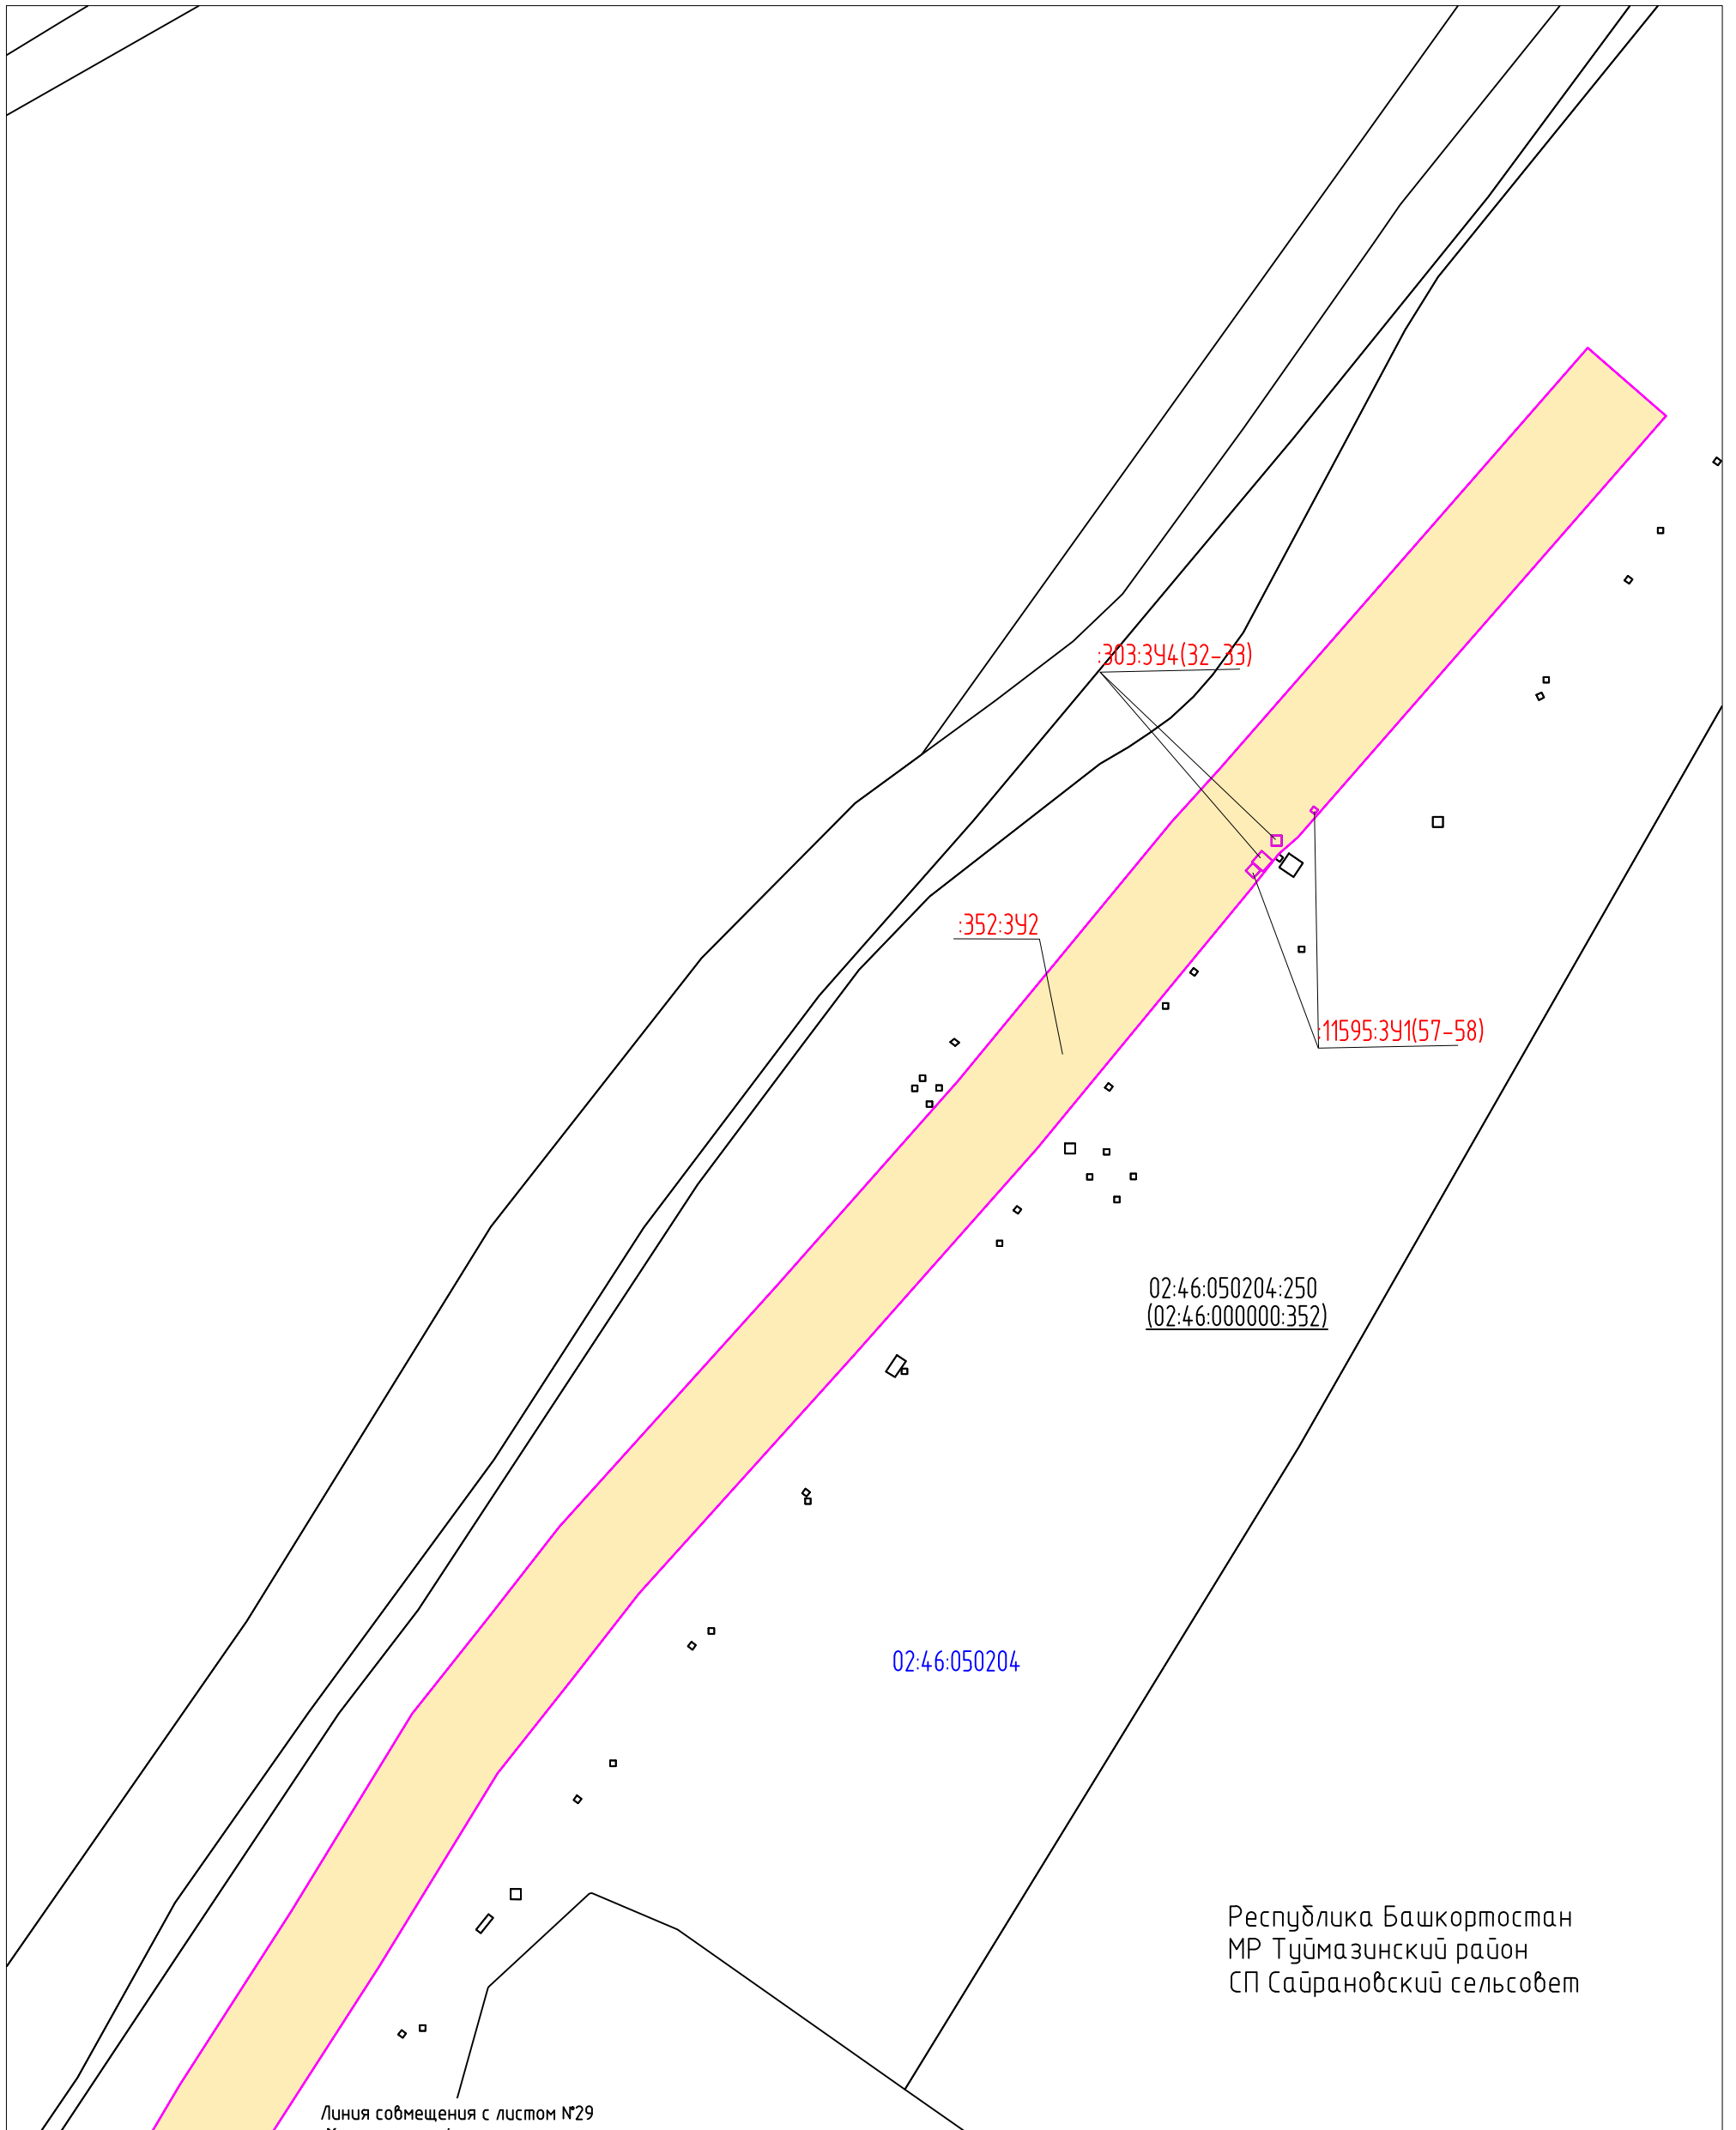 :303:ЗУ4(32-33)
:352:ЗУ2
:11595:ЗУ1(57-58)
02:46:050204:250
(02:46:000000:352)
02:46:050204
Республика Башкортостан
МР Туймазинский район
СП Сайрановский сельсовет
Линия совмещения с листом №29